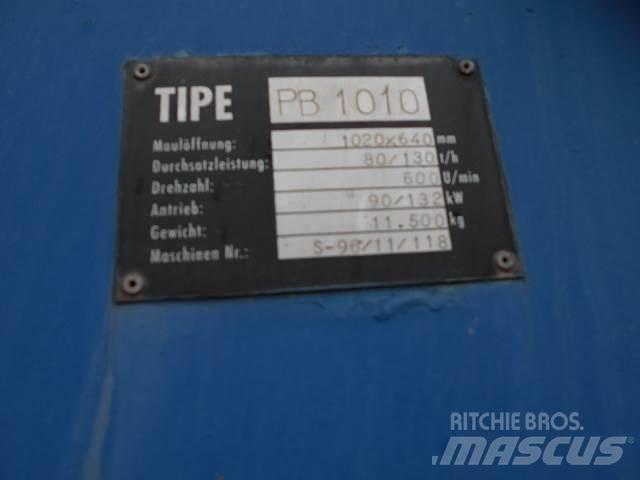 TIPE PB 1010
Maulöffnung: 1020x640 mm
Durchsatzleistung: 80/130 t/h
Drehzahl: 600 U/min
Antrieb: 90/132 kW
Gewicht: 11.500 kg
Maschinen Nr.: S-96/11/118
RITCHIE BROS.
MASCUS